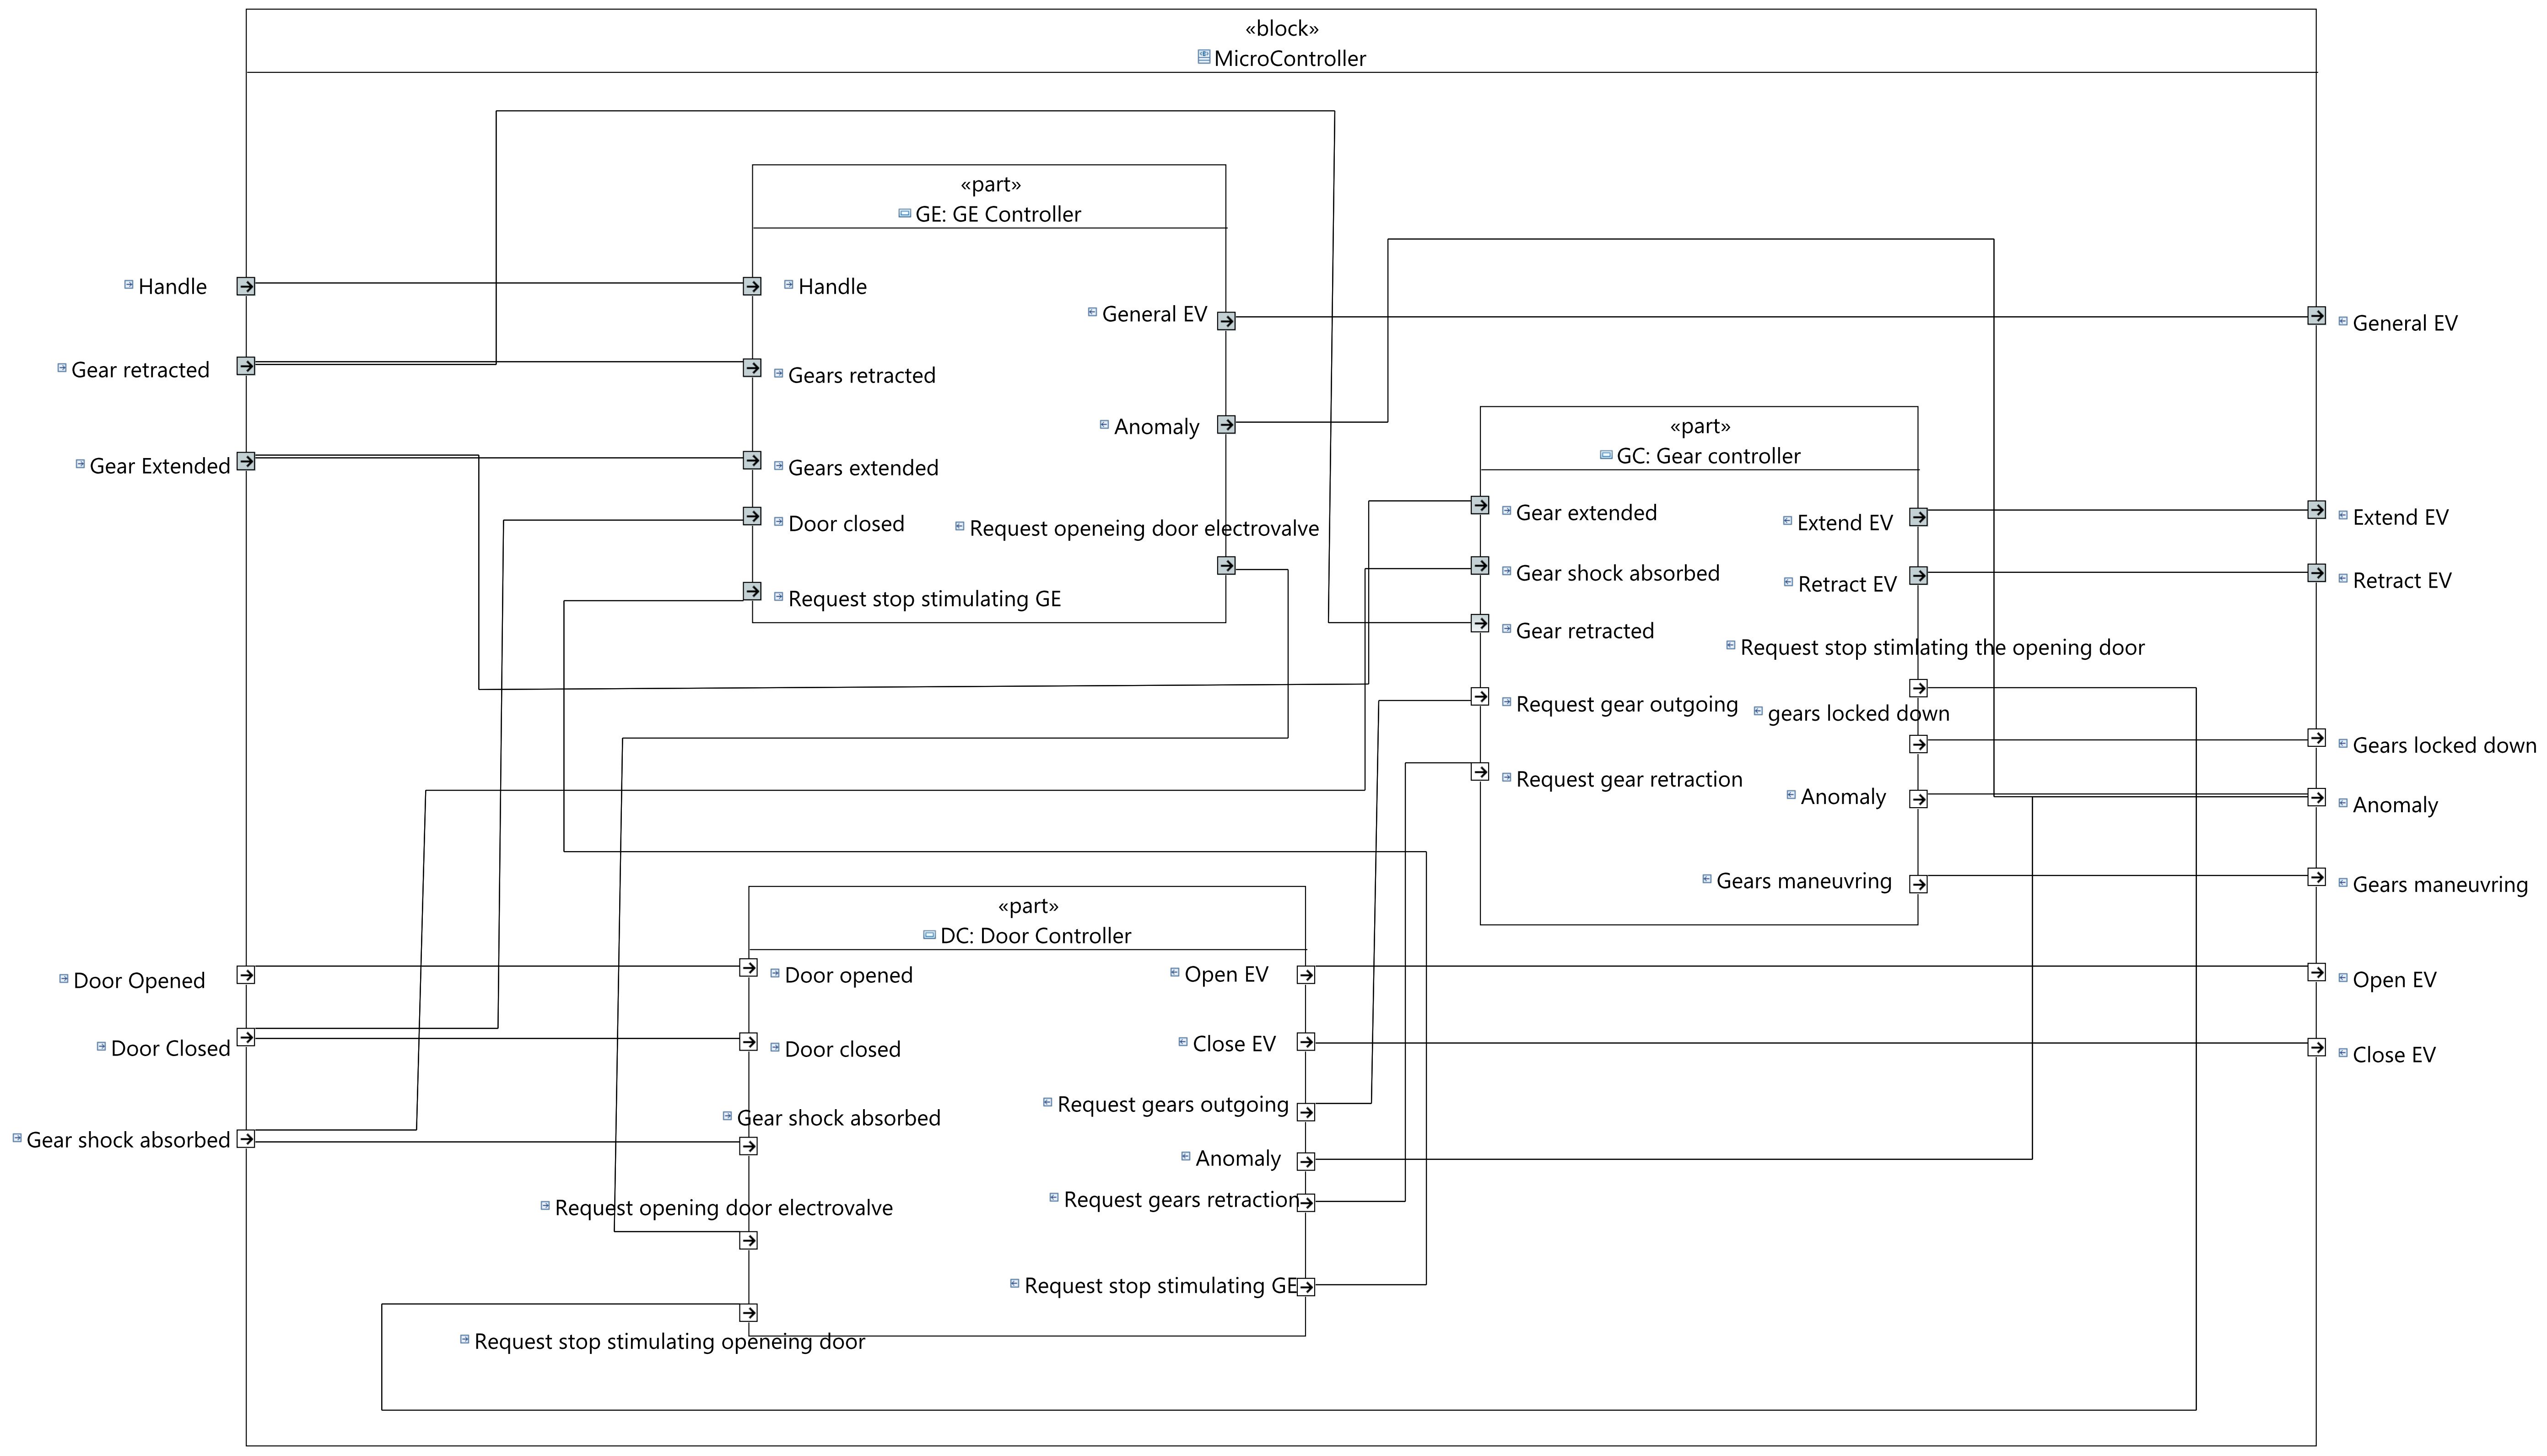 «block»
MicroController
Handle
Gear retracted
Gear Extended
Door Opened
Door Closed
Gear shock absorbed
«part»
GE: GE Controller
Handle
Gears retracted
Gears extended
Door closed
Request stop stimulating GE
General EV
Anomaly
Request openeing door electrovalve
«part»
GC: Gear controller
Gear extended
Gear shock absorbed
Gear retracted
Request gear outgoing
Request gear retraction
Extend EV
Retract EV
Request stop stimlating the opening door
gears locked down
Anomaly
Gears maneuvring
«part»
DC: Door Controller
Door opened
Door closed
Gear shock absorbed
Request opening door electrovalve
Request stop stimulating openeing door
Open EV
Close EV
Request gears outgoing
Anomaly
Request gears retraction
Request stop stimulating GE
General EV
Extend EV
Retract EV
Gears locked down
Anomaly
Gears maneuvring
Open EV
Close EV